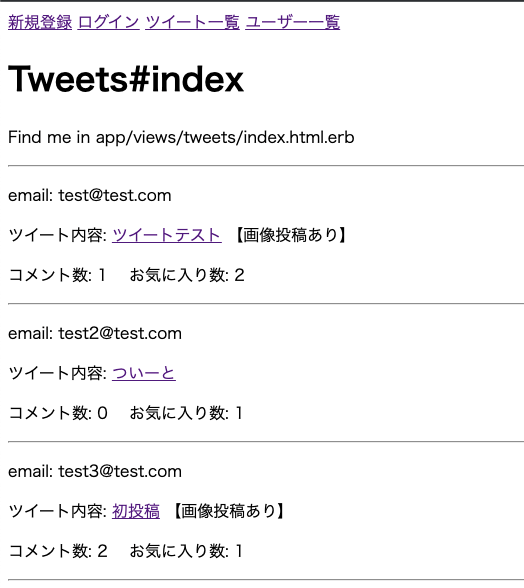 新規登録 ログイン ツイート一覧 ユーザー一覧
Tweets#index
Find me in app/views/tweets/index.html.erb
email: test@test.com
ツイート内容: ツイートテスト 【画像投稿あり】
コメント数: 1 お気に入り数: 2
email: test2@test.com
ツイート内容: ついーと
コメント数: 0 お気に入り数: 1
email: test3@test.com
ツイート内容: 初投稿 【画像投稿あり】
コメント数: 2 お気に入り数: 1